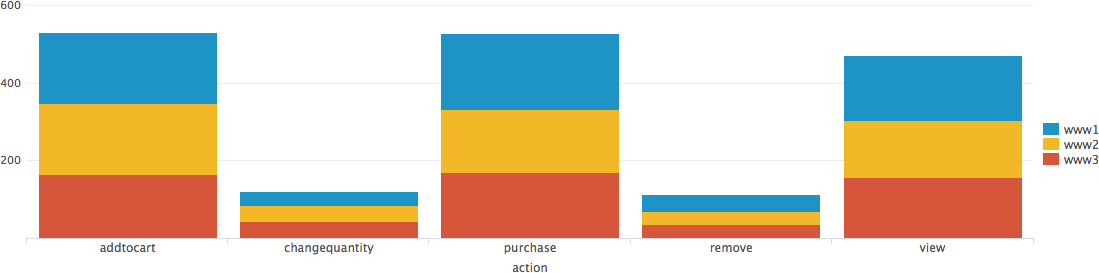 600
400
200
www1
www2
www3
addtocart changequantity purchase remove view
action